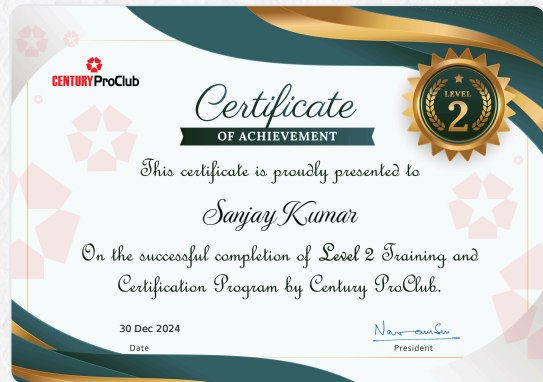 CENTURY ProClub
Certificate
OF ACHIEVEMENT
LEVEL
2
This certificate is proudly presented to
Sanjay Kumar
On the successful completion of Level 2 Training and
Certification Program by Century ProClub.
30 Dec 2024
Date
President